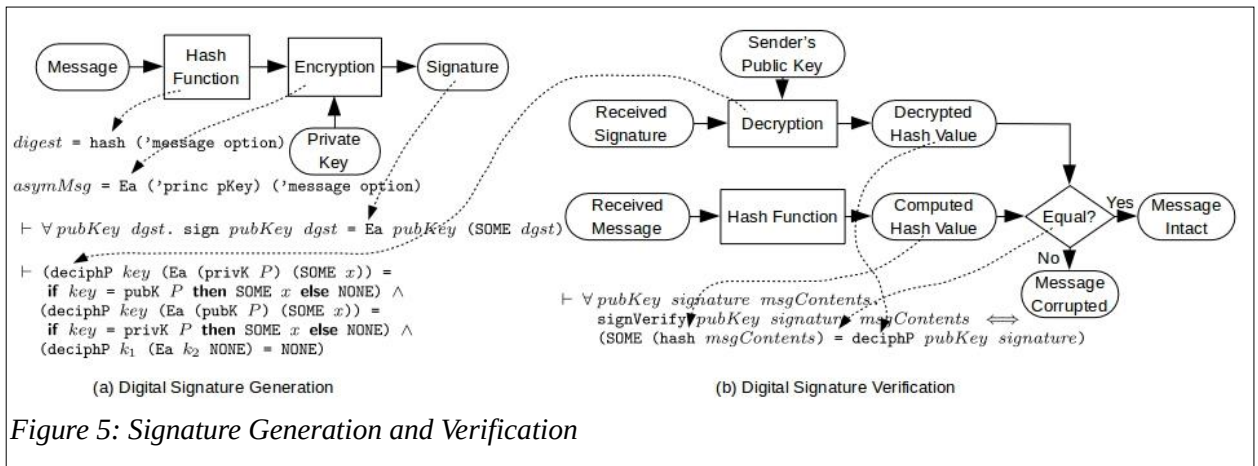 Message
Hash
Function
Encryption
Signature
Private
Key
digest = hash ('message option)
asymMsg = Ea ('princ pKey) ('message option)
⊢ ∀ pubKey dgst. sign pubKey dgst = Ea pubKey (SOME dgst)
⊢ (deciphP key (Ea (privK P) (SOME x)) =
if key = pubK P then SOME x else NONE) ∧
(deciphP key (Ea (pubK P) (SOME x)) =
if key = privK P then SOME x else NONE) ∧
(deciphP k₁ (Ea k₂ NONE) = NONE)
(a) Digital Signature Generation
Sender's
Public Key
Received
Signature
Decryption
Decrypted
Hash Value
Received
Message
Hash Function
Computed
Hash Value
Equal?
Yes
Message
Intact
No
Message
Corrupted
⊢ ∀ pubKey signature msgContents.
signVerify pubKey signature msgContents ⟺
(SOME (hash msgContents) = deciphP pubKey signature)
(b) Digital Signature Verification
Figure 5: Signature Generation and Verification